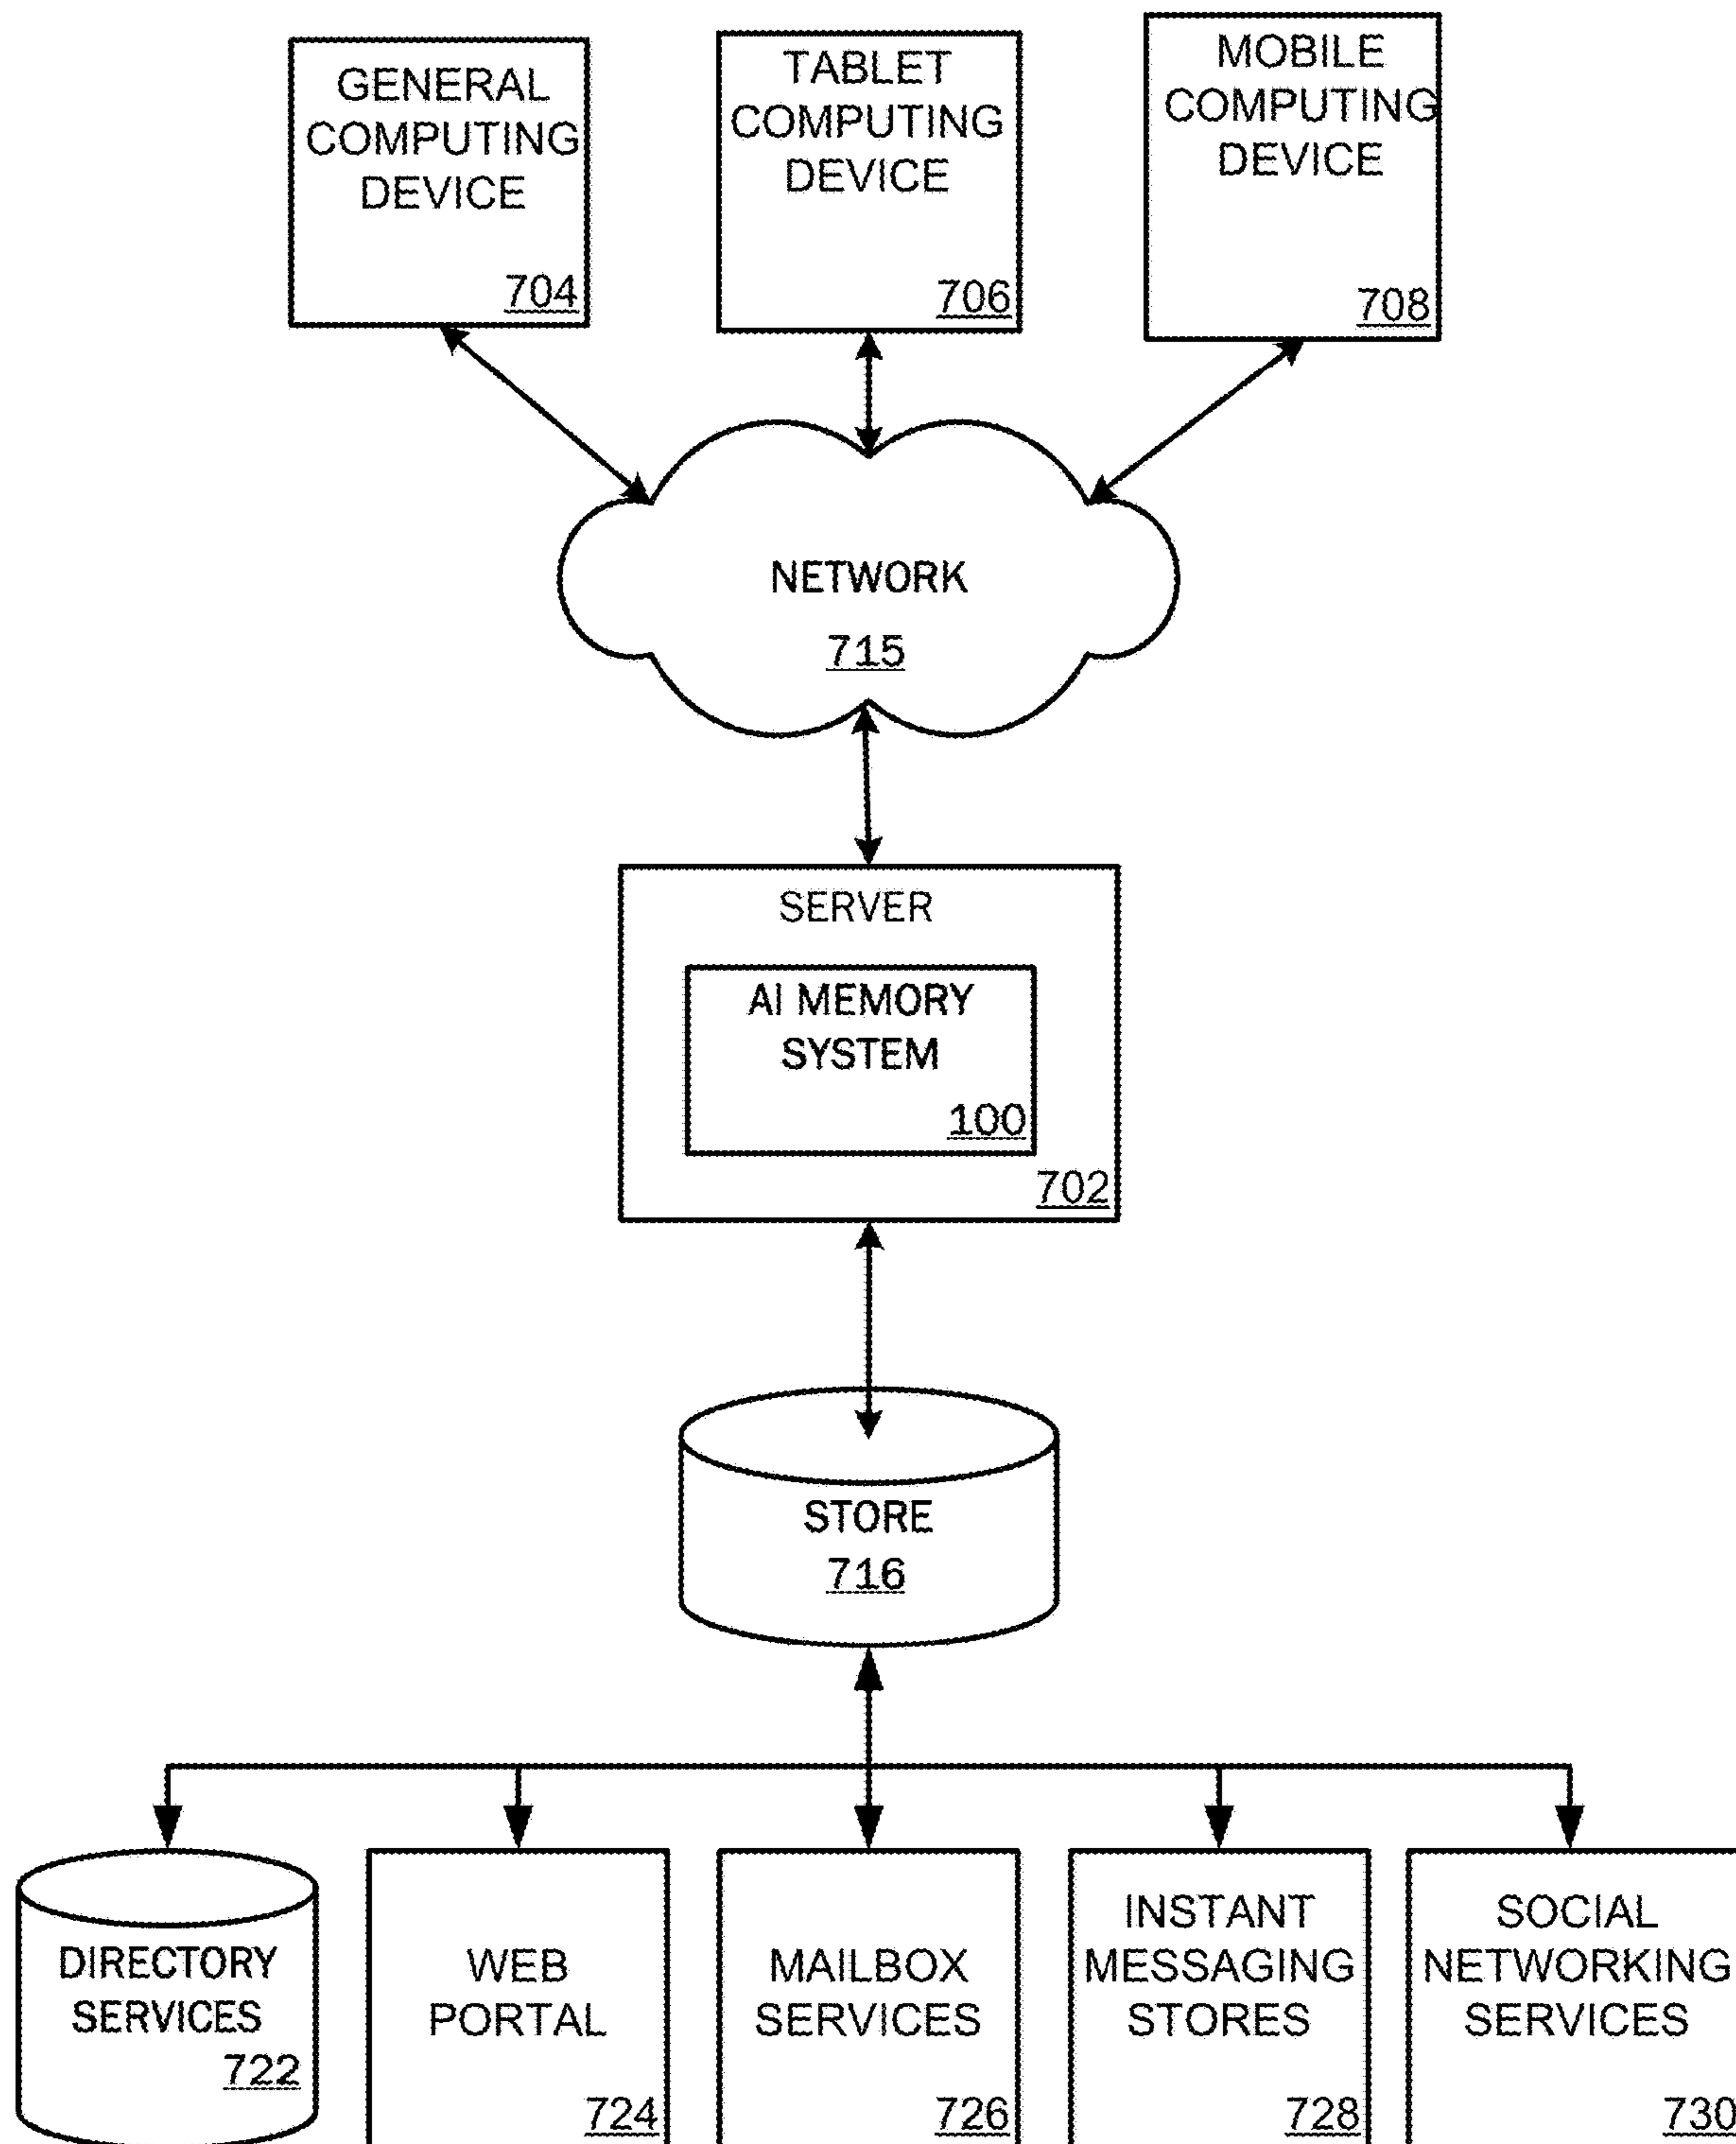 GENERAL
COMPUTING
DEVICE
704
TABLET
COMPUTING
DEVICE
706
MOBILE
COMPUTING
DEVICE
708
NETWORK
715
SERVER
AI MEMORY
SYSTEM
100
702
STORE
716
DIRECTORY
SERVICES
722
WEB
PORTAL
724
MAILBOX
SERVICES
726
INSTANT
MESSAGING
STORES
728
SOCIAL
NETWORKING
SERVICES
730